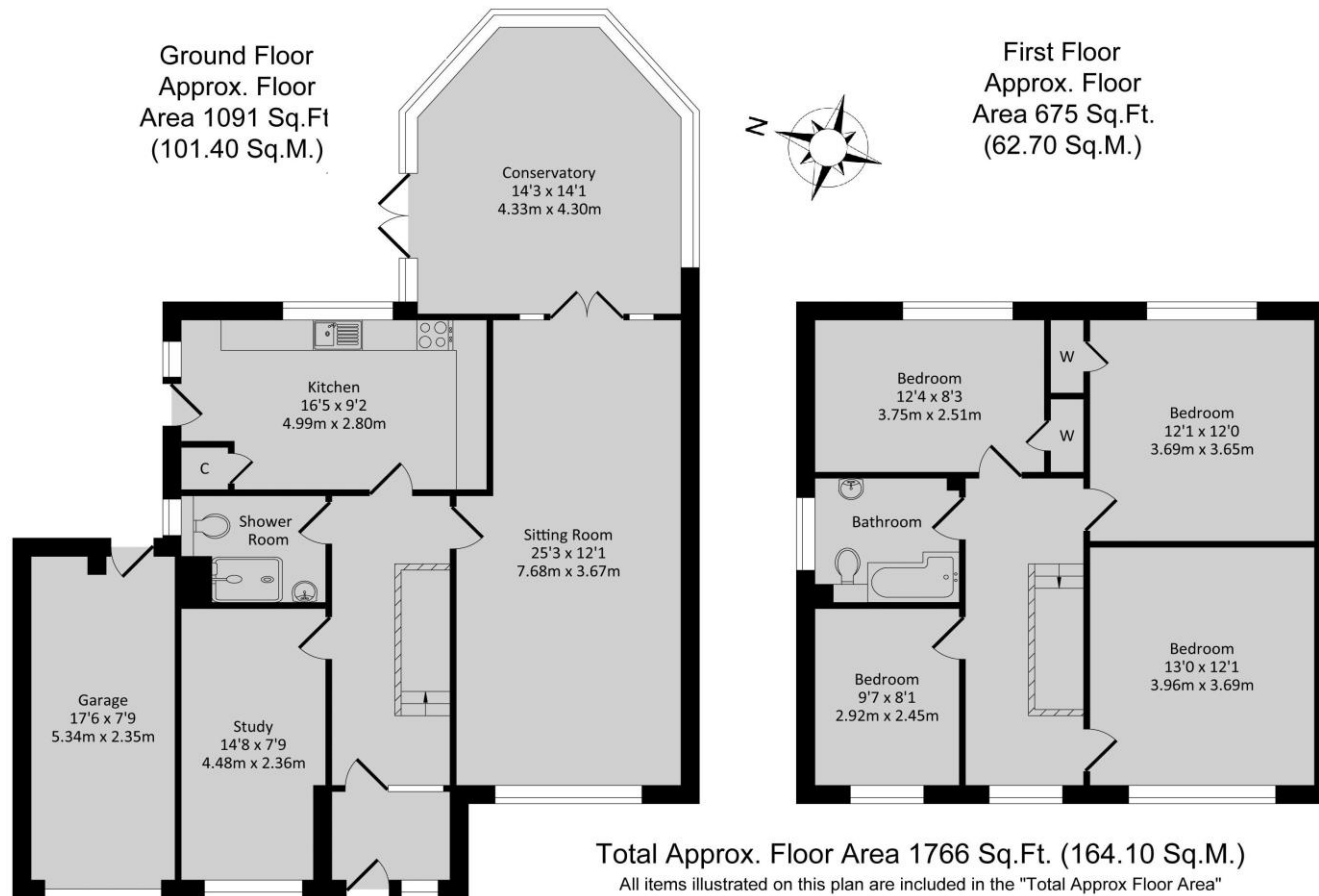 Ground Floor
Approx. Floor
Area 1091 Sq.Ft
(101.40 Sq.M.)
First Floor
Approx. Floor
Area 675 Sq.Ft.
(62.70 Sq.M.)
N
Conservatory
14'3 x 14'1
4.33m x 4.30m
Kitchen
16'5 x 9'2
4.99m x 2.80m
C
Shower
Room
Sitting Room
25'3 x 12'1
7.68m x 3.67m
Garage
17'6 x 7'9
5.34m x 2.35m
Study
14'8 x 7'9
4.48m x 2.36m
Bedroom
12'4 x 8'3
3.75m x 2.51m
W
W
Bedroom
12'1 x 12'0
3.69m x 3.65m
Bathroom
Bedroom
9'7 x 8'1
2.92m x 2.45m
Bedroom
13'0 x 12'1
3.96m x 3.69m
Total Approx. Floor Area 1766 Sq.Ft. (164.10 Sq.M.)
All items illustrated on this plan are included in the "Total Approx Floor Area"